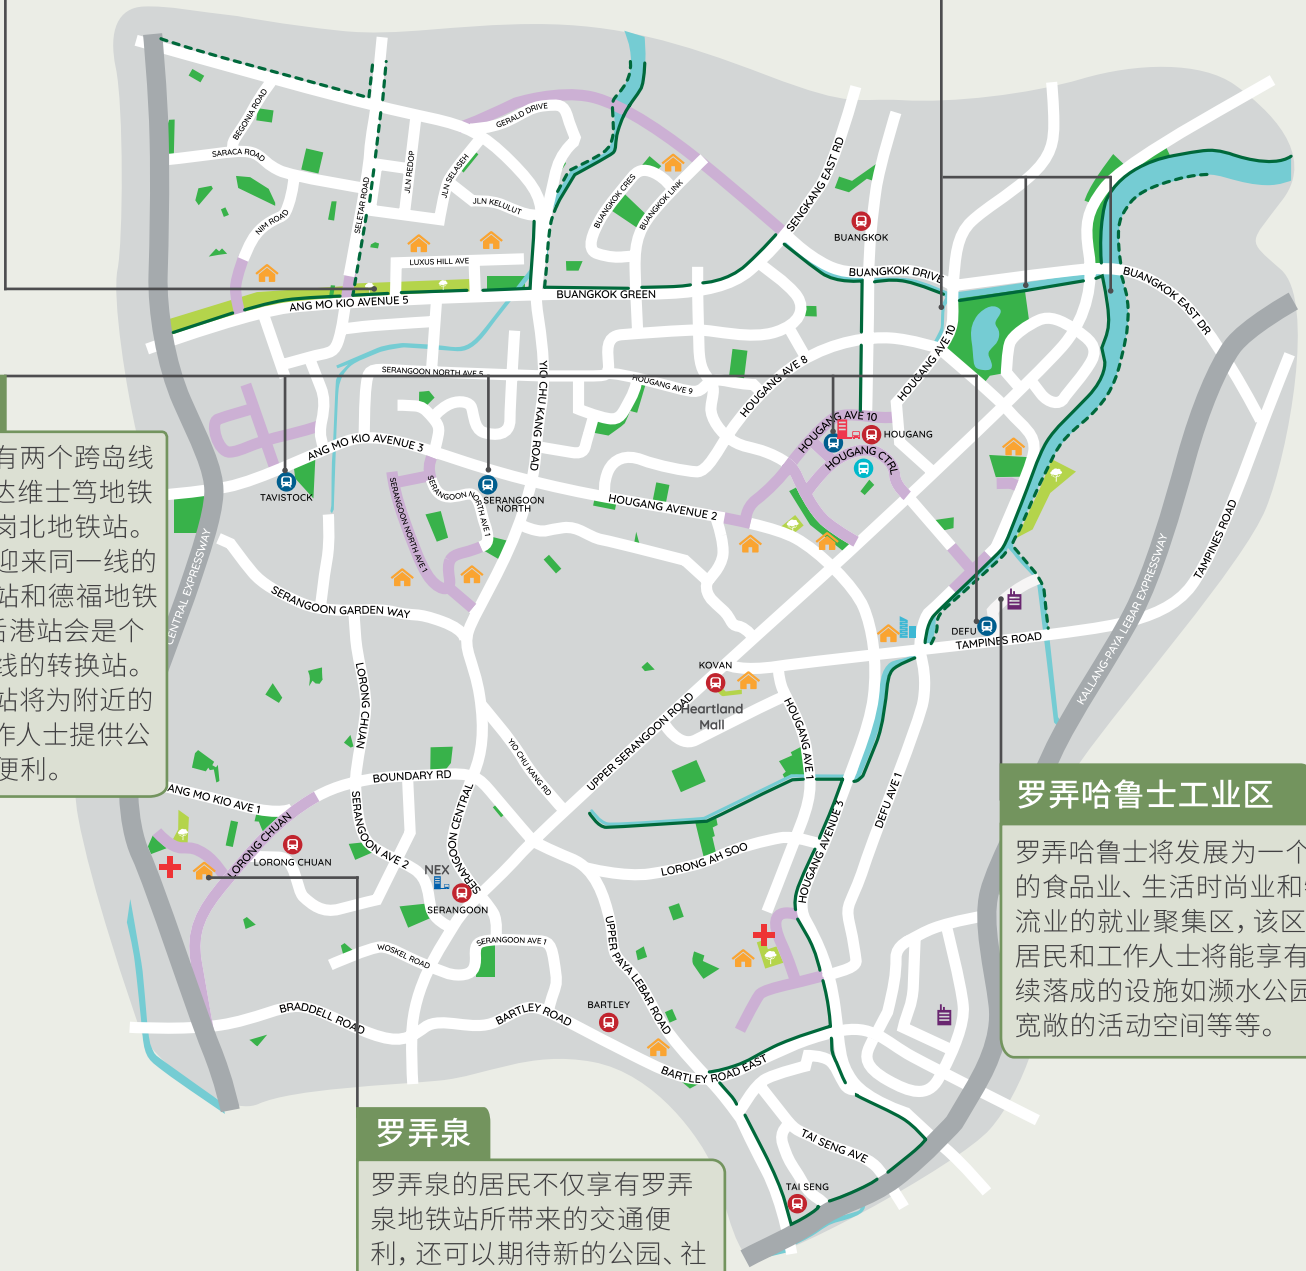 BEGONIA ROAD
SARACA ROAD
NIM ROAD
SELETAR ROAD
JLN REDOP
JLN SELASEH
JLN KELULUT
GERALD DRIVE
LUXUS HILL AVE
ANG MO KIO AVENUE 5
BUANGKOK CRES
BUANGKOK LINK
BUANGKOK GREEN
SENGKANG EAST RD
BUANGKOK
BUANGKOK DRIVE
BUANGKOK EAST DR
SERANGOON NORTH AVE 5
YIO CHU KANG ROAD
HOUGANG AVE 9
HOUGANG AVE 8
HOUGANG AVE 10
HOUGANG AVE 10
HOUGANG
HOUGANG CTRL
ANG MO KIO AVENUE 3
TAVISTOCK
SERANGOON NORTH AVE 1
SERANGOON NORTH AVE 1
SERANGOON
NORTH
HOUGANG AVENUE 2
有两个跨岛线
达维士笃地铁
岗北地铁站。
迎来同一线的
站和德福地铁
后港站会是个
线的转换站。
站将为附近的
作人士提供公
便利。
CENTRAL EXPRESSWAY
SERANGOON GARDEN WAY
LORONG CHUAN
KALLANG-PAYA LEBAR EXPRESSWAY
TAMPINES ROAD
DEFU
TAMPINES ROAD
KOVAN
Heartland
Mall
UPPER SERANGOON ROAD
HOUGANG AVE 1
YIO CHU KANG RD
BOUNDARY RD
ANG MO KIO AVE 1
SERANGOON AVE 2
SERANGOON CENTRAL
LORONG CHUAN
LORONG CHUAN
NEX
SERANGOON
DEFU AVE 1
HOUGANG AVENUE 3
LORONG AH SOO
WOSKEL ROAD
SERANGOON AVE 1
UPPER PAYA LEBAR ROAD
BRADDELL ROAD
BARTLEY ROAD
BARTLEY
BARTLEY ROAD EAST
TAI SENG AVE
TAI SENG
罗弄哈鲁士工业区
罗弄哈鲁士将发展为一个
的食品业、生活时尚业和
流业的就业聚集区，该区
居民和工作人士将能享有
续落成的设施如濒水公园
宽敞的活动空间等等。
罗弄泉
罗弄泉的居民不仅享有罗弄
泉地铁站所带来的交通便
利，还可以期待新的公园、社